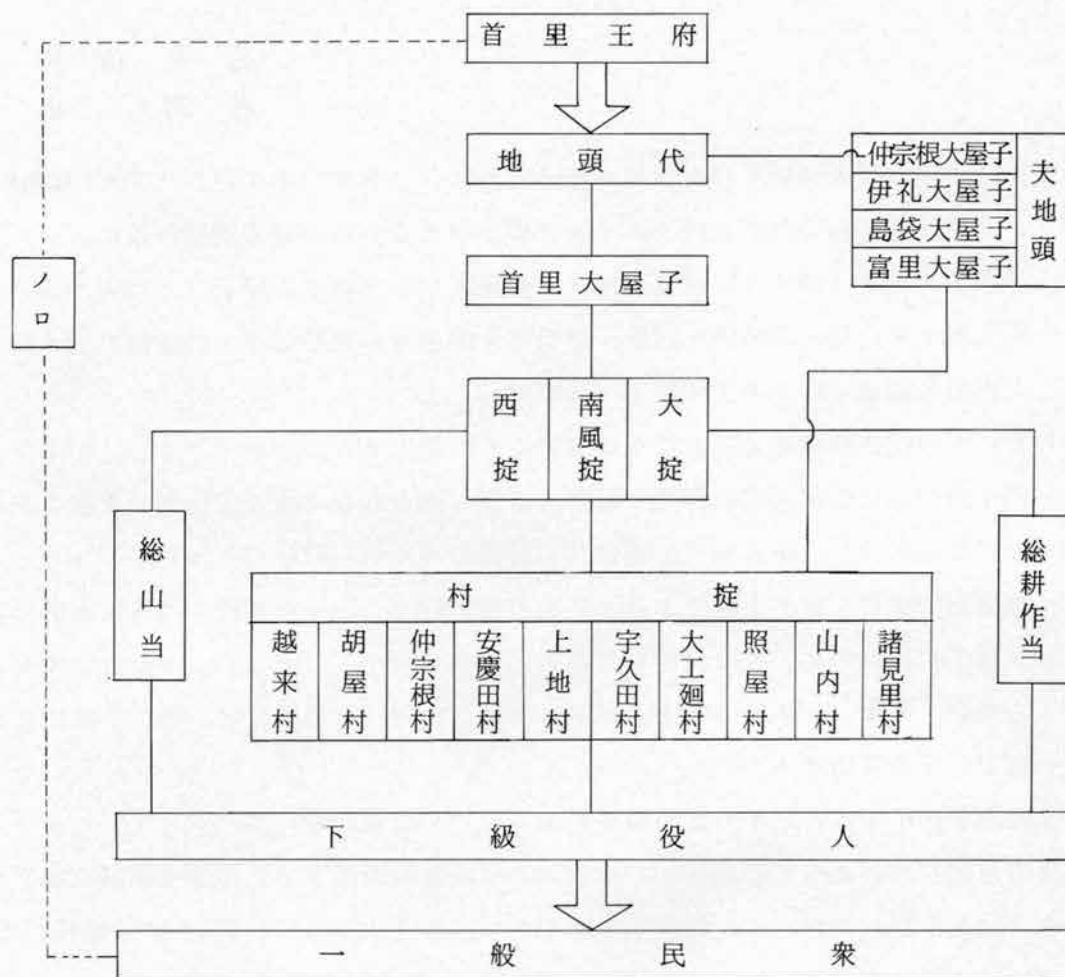 首里王府
地頭代
仲宗根大屋子
伊礼大屋子
島袋大屋子
富里大屋子
夫地頭
ノロ
首里大屋子
西掟
南風掟
大掟
総山当
総耕作当
村掟
越来村
胡屋村
仲宗根村
安慶田村
上地村
宇久田村
大工廻村
照屋村
山内村
諸見里村
下級役人
一般民衆